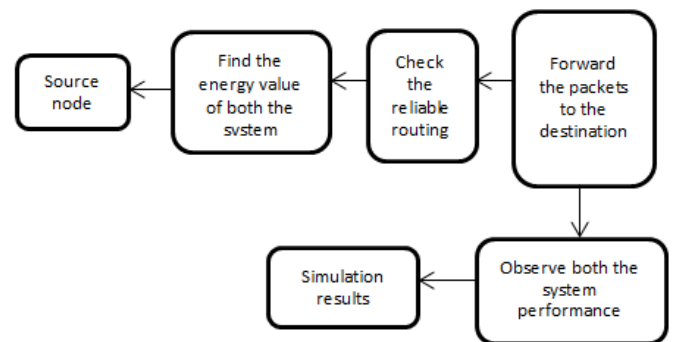 Source
node
Find the
energy value
of both the
system
Check
the
reliable
routing
Forward
the packets
to the
destination
Simulation
results
Observe both the
system
performance